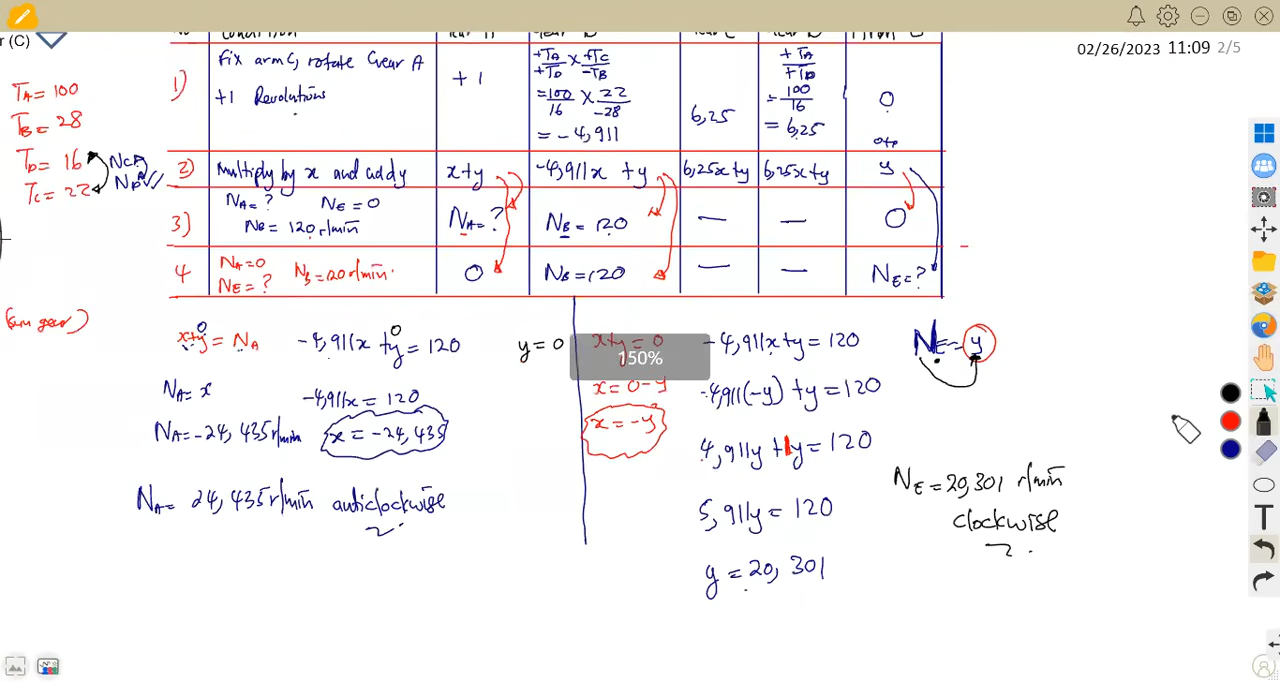 r (C)
02/26/2023 11:09 2/5
TA = 100
TB = 28
TD = 16
TC = 22
NCA
1)
Fix arm C, rotate Gear A
+1 Revolutions
+1
+TA/+TD × +TC/-TB
= 100/16 × 22/-28
= -4,911
6,25
+TA/+TD
= 100/16
= 6,25
0
2)
Multiply by x and add y
x+y
-4,911x + y
6,25x+y
6,25x+y
y
3)
NA = ? NE = 0
NB = 120 r/min
NA = ?
NB = 120
—
—
0
4
NA = 0 NB = 120 r/min.
NE = ?
0
NB = 120
—
—
NE = ?
x+y = NA
0
NA = x
NA = -24,435 r/min
NA = 24,435 r/min anticlockwise
-4,911x + y = 120
0
-4,911x = 120
x = -24,435
y = 0
150%
x+y = 0
x = 0 - y
x = -y
-4,911x + y = 120
-4,911(-y) + y = 120
4,911y + 1y = 120
5,911y = 120
y = 20,301
NE = y
NE = 20,301 r/min
clockwise
T